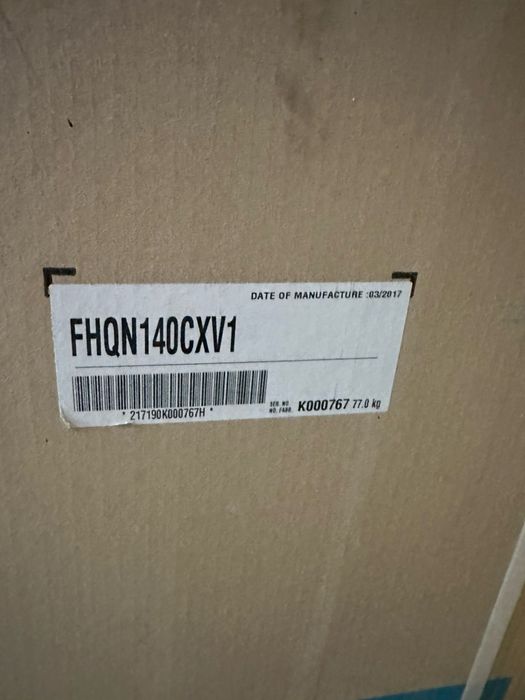 DATE OF MANUFACTURE :03/2017
FHQN140CXV1
* 217190K000767H *
SER. NO.
NO. FABR.
K000767 77.0 kg